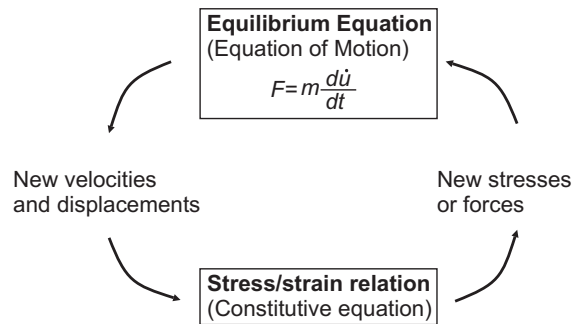 Equilibrium Equation
(Equation of Motion)
F = m du̇/dt
New velocities
and displacements
New stresses
or forces
Stress/strain relation
(Constitutive equation)